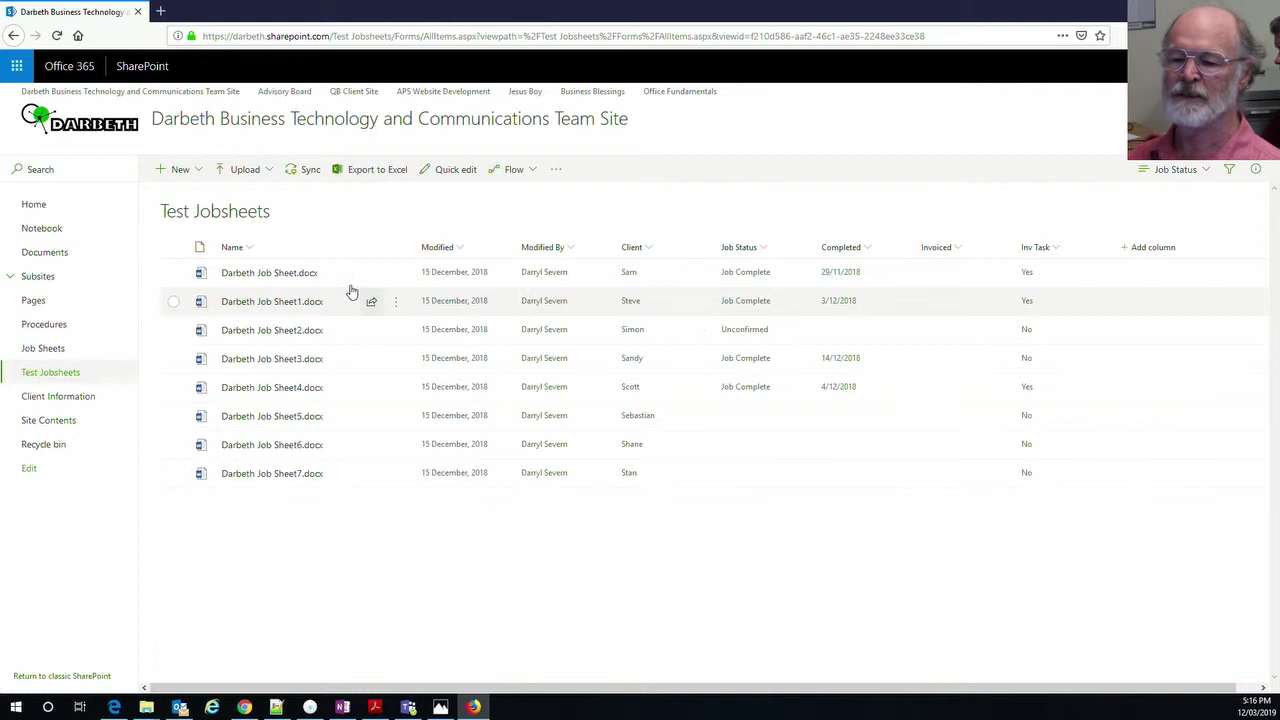 Darbeth Business Technology and
https://darbeth.sharepoint.com/Test Jobsheets/Forms/AllItems.aspx?viewpath=%2FTest Jobsheets%2FForms%2FAllItems.aspx&viewid=f210d586-aaf2-46c1-ae35-2248ee33ce38
Office 365 SharePoint
Darbeth Business Technology and Communications Team Site Advisory Board QB Client Site APS Website Development Jesus Boy Business Blessings Office Fundamentals
DARBETH Darbeth Business Technology and Communications Team Site
Search New Upload Sync Export to Excel Quick edit Flow Job Status
Home
Notebook
Documents
Subsites
Pages
Procedures
Job Sheets
Test Jobsheets
Client Information
Site Contents
Recycle bin
Edit
Return to classic SharePoint
Test Jobsheets
Name Modified Modified By Client Job Status Completed Invoiced Inv Task Add column
Darbeth Job Sheet.docx 15 December, 2018 Darryl Severn Sam Job Complete 29/11/2018 Yes
Darbeth Job Sheet1.docx 15 December, 2018 Darryl Severn Steve Job Complete 3/12/2018 Yes
Darbeth Job Sheet2.docx 15 December, 2018 Darryl Severn Simon Unconfirmed No
Darbeth Job Sheet3.docx 15 December, 2018 Darryl Severn Sandy Job Complete 14/12/2018 No
Darbeth Job Sheet4.docx 15 December, 2018 Darryl Severn Scott Job Complete 4/12/2018 Yes
Darbeth Job Sheet5.docx 15 December, 2018 Darryl Severn Sebastian No
Darbeth Job Sheet6.docx 15 December, 2018 Darryl Severn Shane No
Darbeth Job Sheet7.docx 15 December, 2018 Darryl Severn Stan No
5:16 PM
12/03/2019